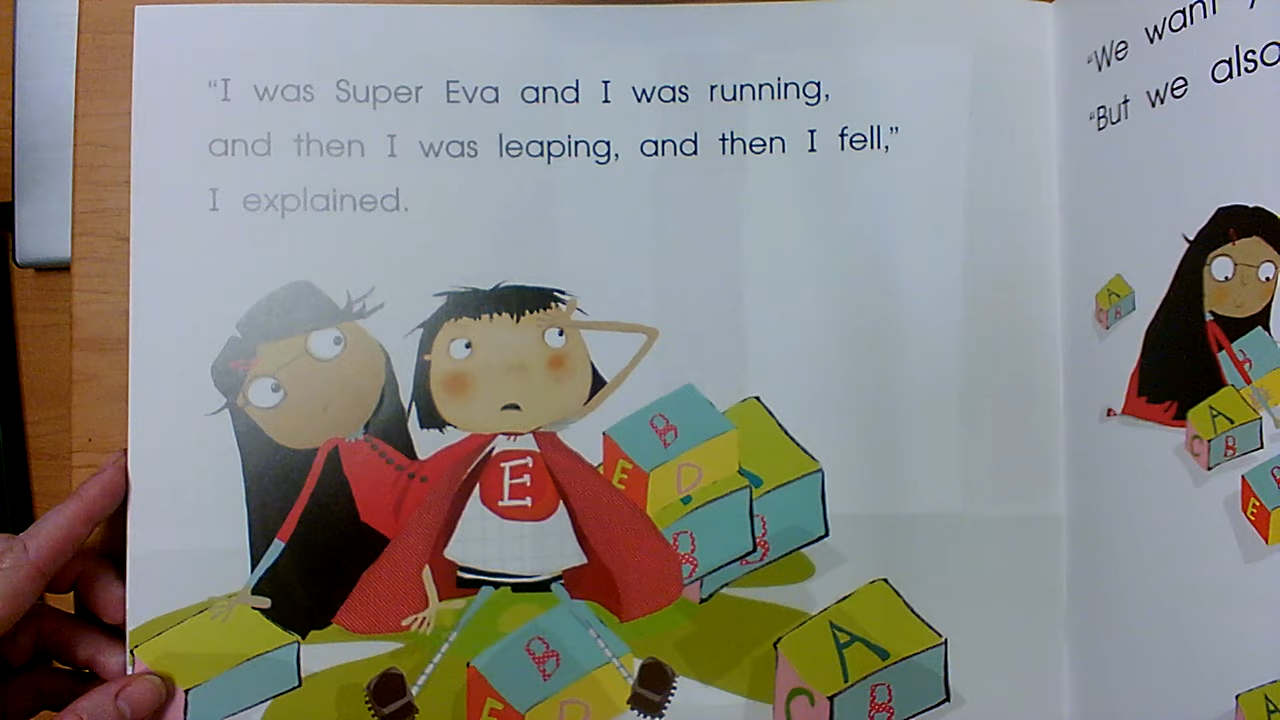 "I was Super Eva and I was running,
and then I was leaping, and then I fell,"
I explained.
E
B
E D
B
B
B
E D
A
C B
"We want
"But we also
A
C B
B
A
C B
E
A